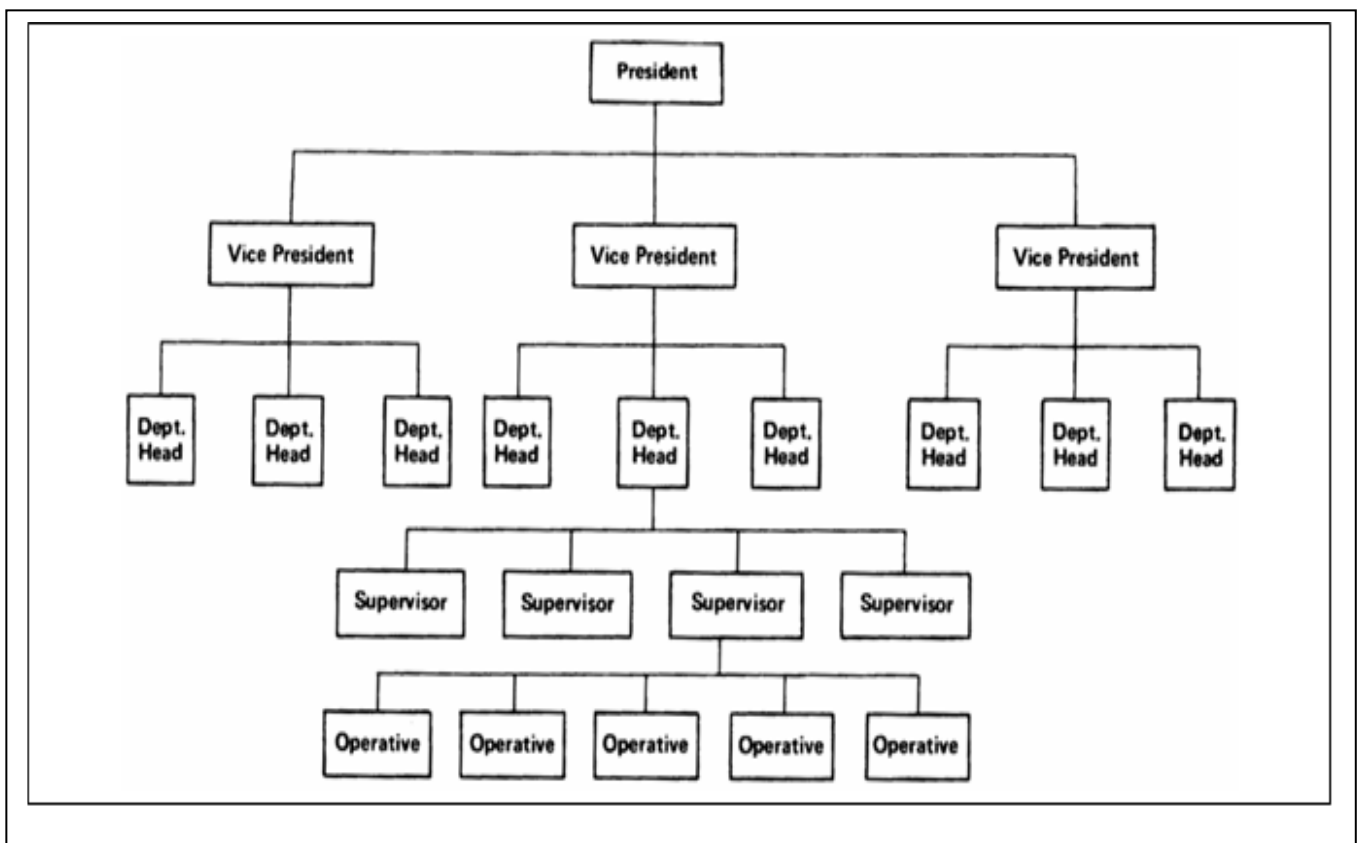 President
Vice President
Vice President
Vice President
Dept.
Head
Dept.
Head
Dept.
Head
Dept.
Head
Dept.
Head
Dept.
Head
Dept.
Head
Dept.
Head
Dept.
Head
Supervisor
Supervisor
Supervisor
Supervisor
Operative
Operative
Operative
Operative
Operative